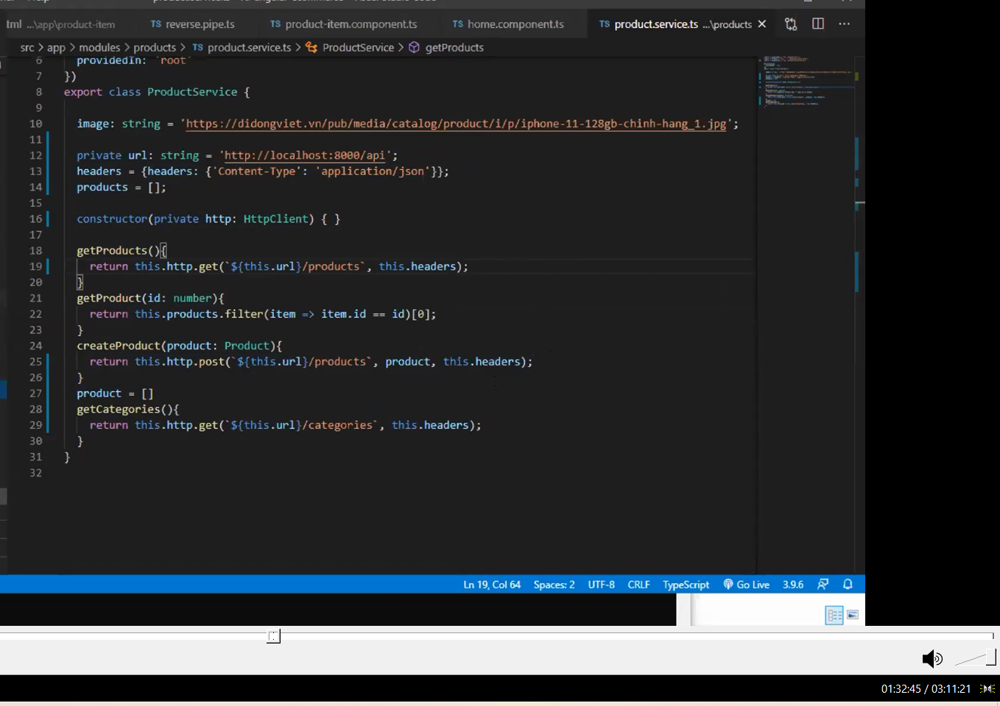 tml ...\app\product-item TS reverse.pipe.ts TS product-item.component.ts TS home.component.ts TS product.service.ts ...\products
src > app > modules > products > TS product.service.ts > ProductService > getProducts
6 providedIn: 'root'
7 })
8 export class ProductService {
9
10 image: string = 'https://didongviet.vn/pub/media/catalog/product/i/p/iphone-11-128gb-chinh-hang_1.jpg';
11
12 private url: string = 'http://localhost:8000/api';
13 headers = {headers: {'Content-Type': 'application/json'}};
14 products = [];
15
16 constructor(private http: HttpClient) { }
17
18 getProducts(){
19 return this.http.get(`${this.url}/products`, this.headers);
20 }
21 getProduct(id: number){
22 return this.products.filter(item => item.id == id)[0];
23 }
24 createProduct(product: Product){
25 return this.http.post(`${this.url}/products`, product, this.headers);
26 }
27 product = []
28 getCategories(){
29 return this.http.get(`${this.url}/categories`, this.headers);
30 }
31 }
32
Ln 19, Col 64 Spaces: 2 UTF-8 CRLF TypeScript Go Live 3.9.6
01:32:45 / 03:11:21